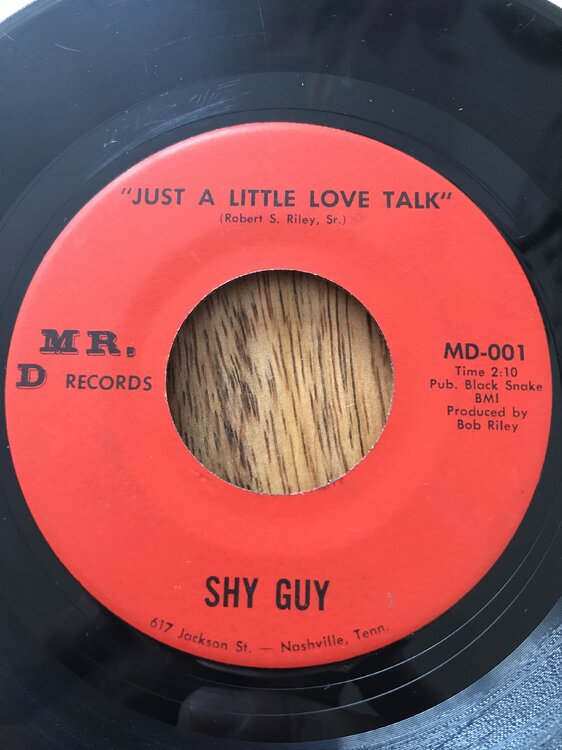 "JUST A LITTLE LOVE TALK"
(Robert S. Riley, Sr.)
MR.
D RECORDS
MD-001
Time 2:10
Pub. Black Snake
BMI
Produced by
Bob Riley
SHY GUY
617 Jackson St. — Nashville, Tenn.